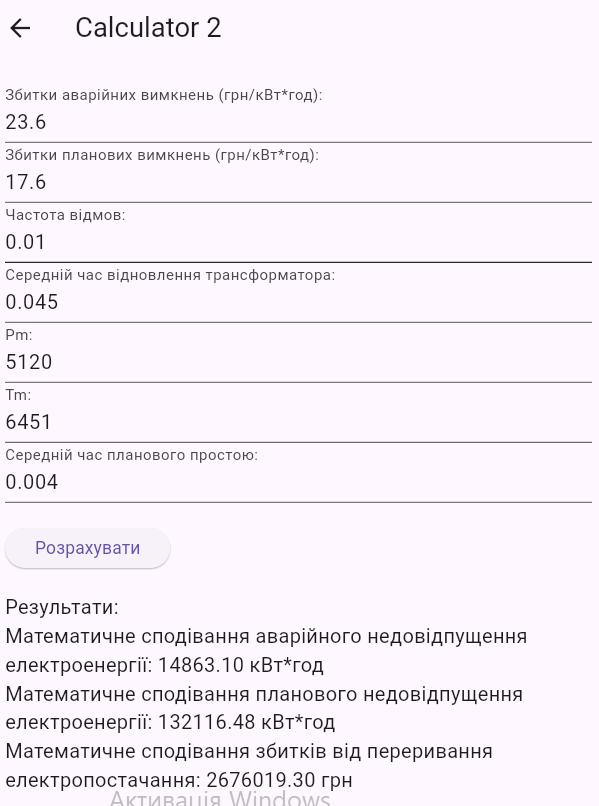 Calculator 2
Збитки аварійних вимкнень (грн/кВт*год):
23.6
Збитки планових вимкнень (грн/кВт*год):
17.6
Частота відмов:
0.01
Середній час відновлення трансформатора:
0.045
Pm:
5120
Tm:
6451
Середній час планового простою:
0.004
Розрахувати
Результати:
Математичне сподівання аварійного недовідпущення
електроенергії: 14863.10 кВт*год
Математичне сподівання планового недовідпущення
електроенергії: 132116.48 кВт*год
Математичне сподівання збитків від переривання
електропостачання: 2676019.30 грн
Активація Windows